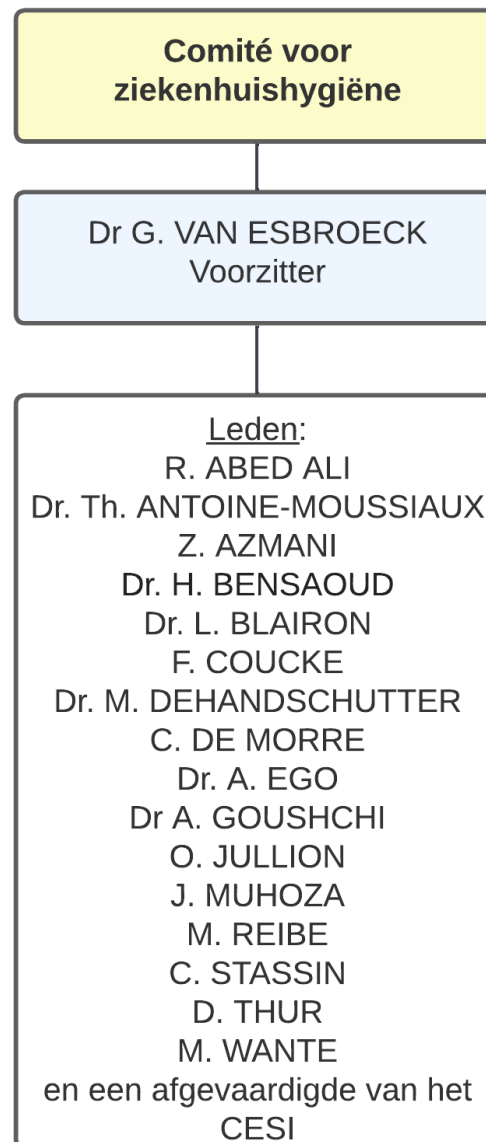 Comité voor
ziekenhuishygiëne
Dr G. VAN ESBROECK
Voorzitter
Leden:
R. ABED ALI
Dr. Th. ANTOINE-MOUSSIAUX
Z. AZMANI
Dr. H. BENSAOUD
Dr. L. BLAIRON
F. COUCKE
Dr. M. DEHANDSCHUTTER
C. DE MORRE
Dr. A. EGO
Dr A. GOUSHCHI
O. JULLION
J. MUHOZA
M. REIBE
C. STASSIN
D. THUR
M. WANTE
en een afgevaardigde van het
CESI